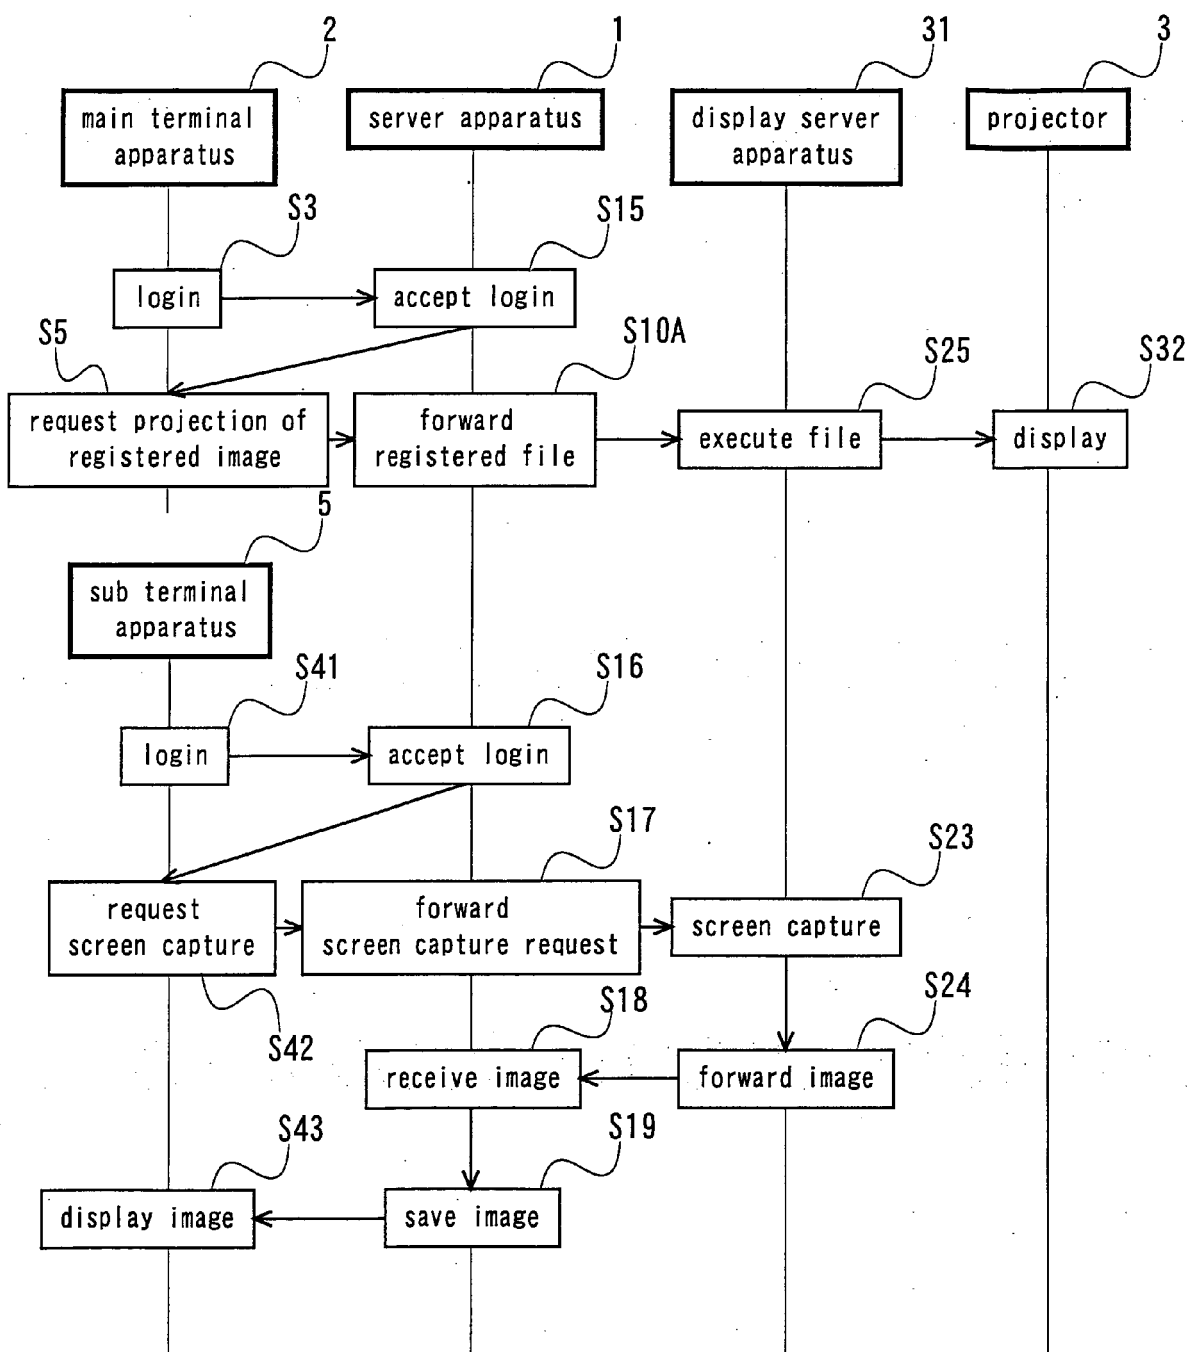 2
1
31
3
main terminal
apparatus
server apparatus
display server
apparatus
projector
S3
S15
login
accept login
S5
S10A
S25
S32
request projection of
registered image
forward
registered file
execute file
display
5
sub terminal
apparatus
S41
S16
login
accept login
S17
S23
request
screen capture
forward
screen capture request
screen capture
S42
S18
S24
receive image
forward image
S43
S19
display image
save image